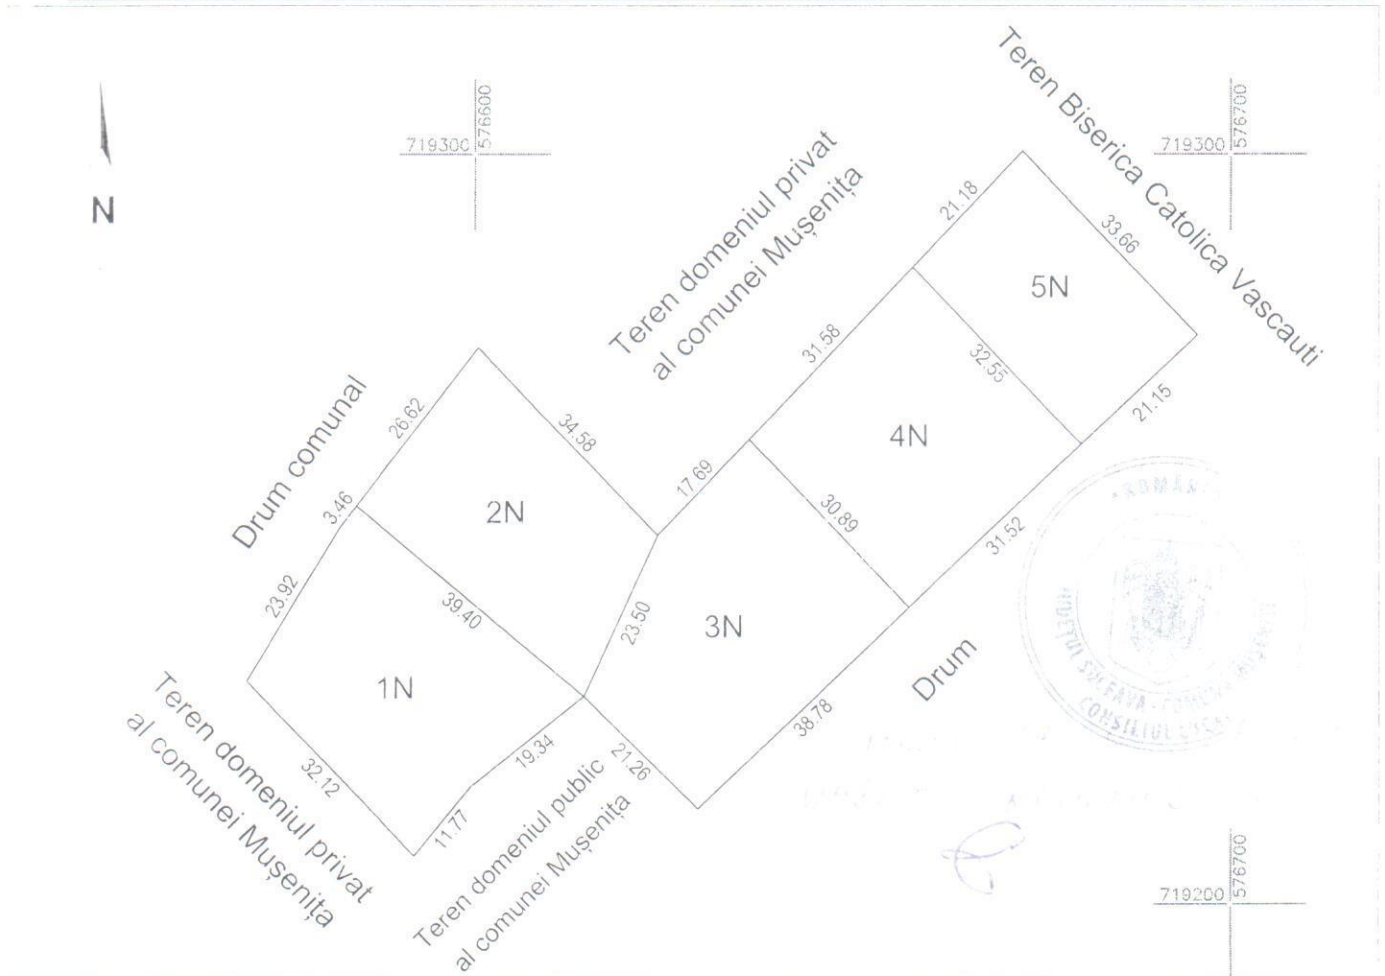 N
719300
576600
719300
576700
Teren Biserica Catolica Vascauti
Teren domeniul privat
al comunei Mușenița
21.18
33.66
5N
31.58
32.55
21.15
4N
Drum comunal
26.62
34.58
17.69
3.46
2N
30.89
31.52
23.92
39.40
23.50
3N
Drum
1N
38.78
Teren domeniul privat
al comunei Mușenița
32.12
19.34
21.26
11.77
Teren domeniul public
al comunei Mușenița
CONSILIUL
719200
576700